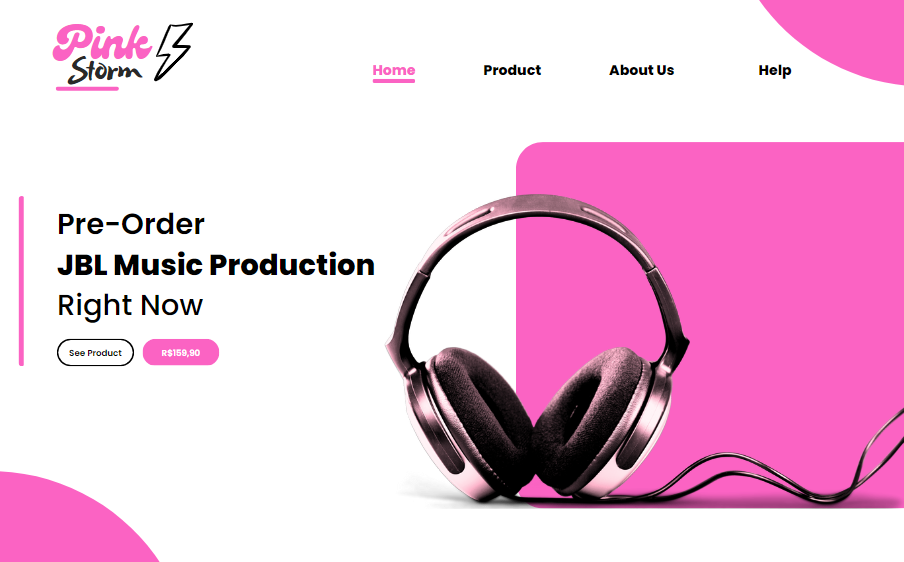 Pink
Storm
Home
Product
About Us
Help
Pre-Order
JBL Music Production
Right Now
See Product
R$159,90